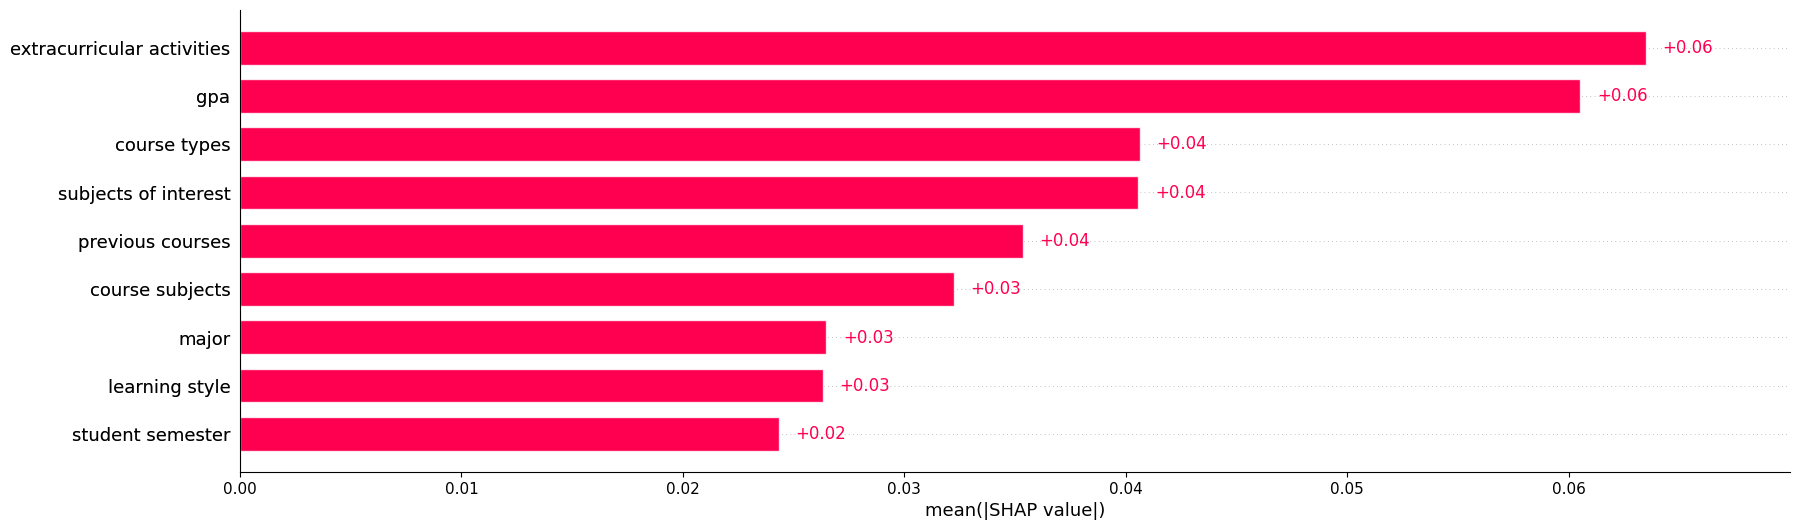 extracurricular activities +0.06
gpa +0.06
course types +0.04
subjects of interest +0.04
previous courses +0.04
course subjects +0.03
major +0.03
learning style +0.03
student semester +0.02
0.00 0.01 0.02 0.03 0.04 0.05 0.06
mean(|SHAP value|)